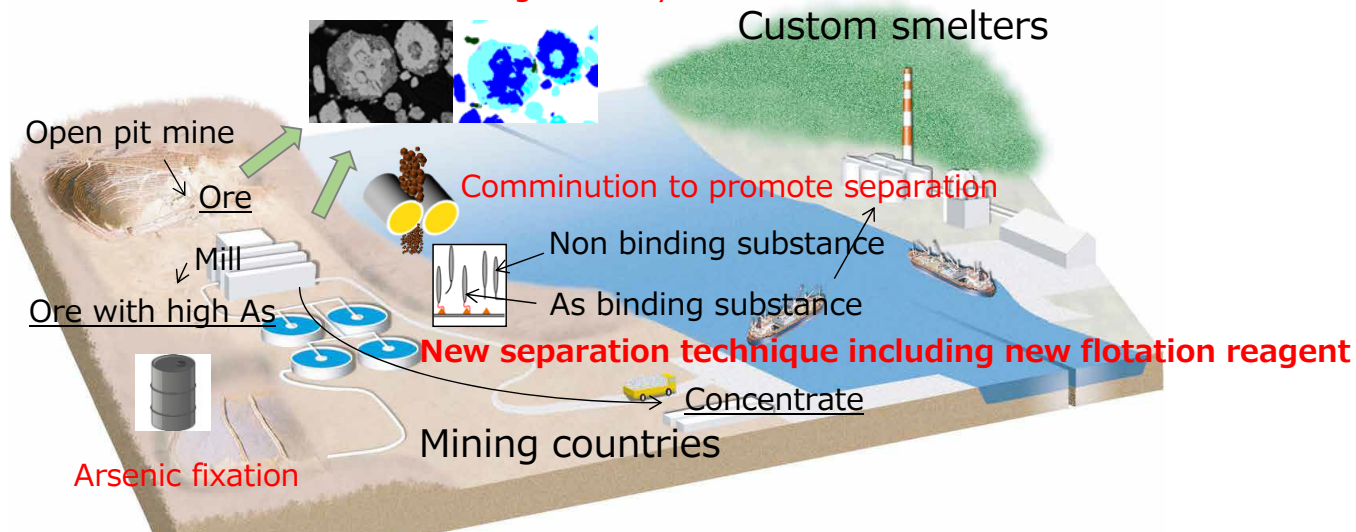 Custom smelters
Open pit mine
Ore
Comminution to promote separation
Mill
Non binding substance
Ore with high As
As binding substance
New separation technique including new flotation reagent
Concentrate
Mining countries
Arsenic fixation